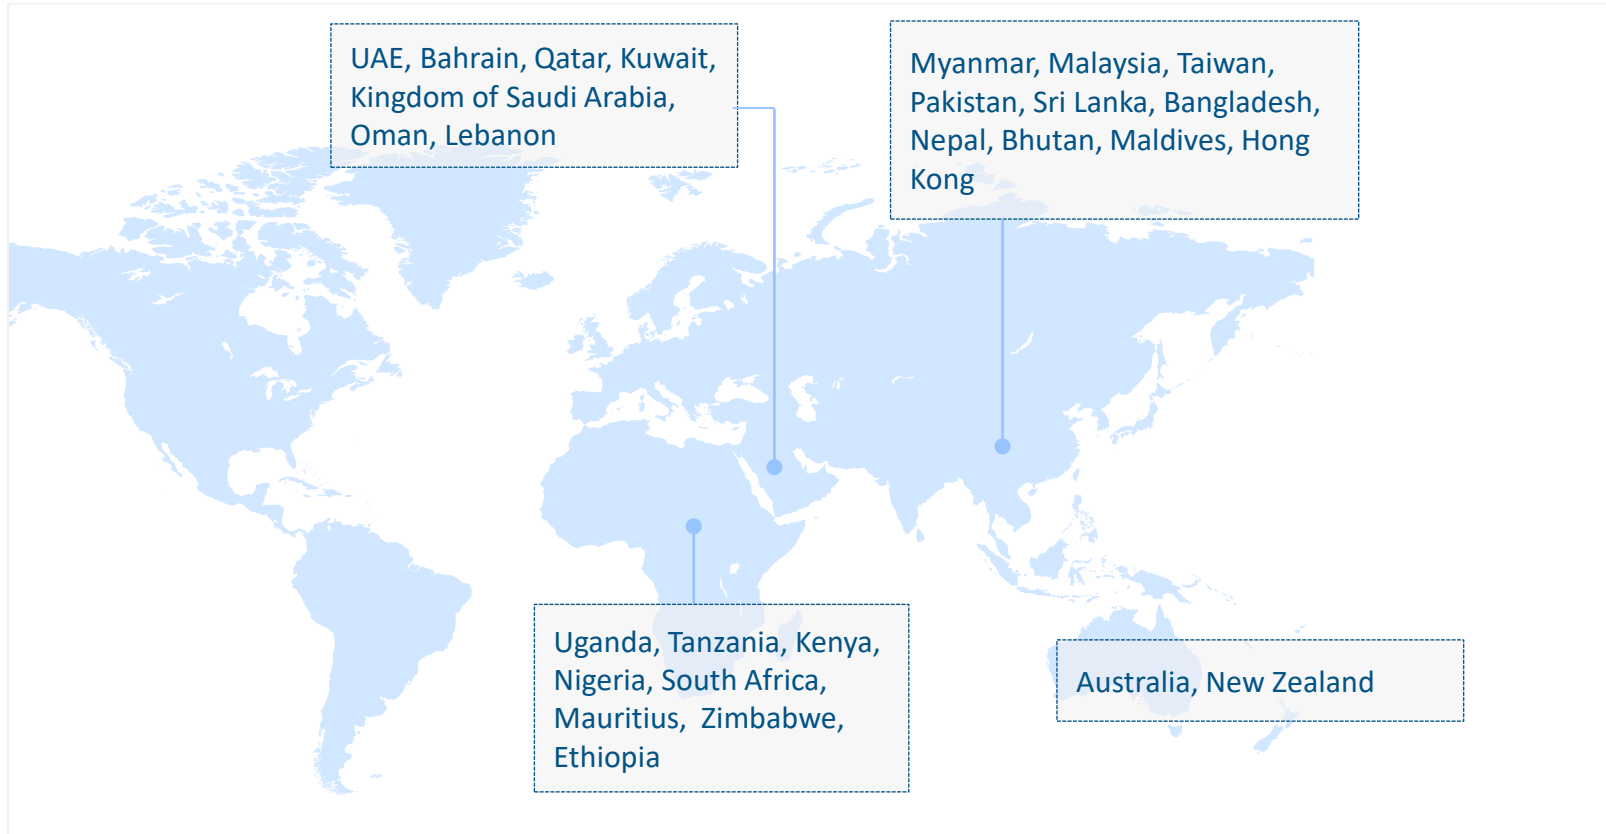 UAE, Bahrain, Qatar, Kuwait,
Kingdom of Saudi Arabia,
Oman, Lebanon
Myanmar, Malaysia, Taiwan,
Pakistan, Sri Lanka, Bangladesh,
Nepal, Bhutan, Maldives, Hong
Kong
Uganda, Tanzania, Kenya,
Nigeria, South Africa,
Mauritius,  Zimbabwe,
Ethiopia
Australia, New Zealand